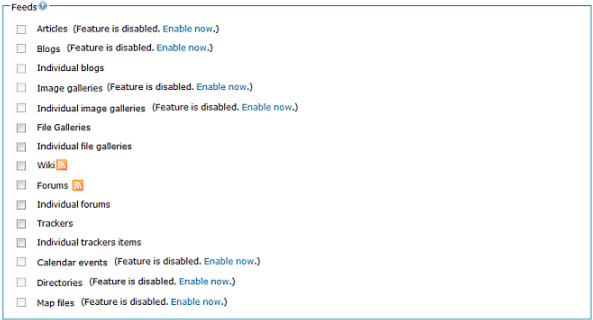 Feeds
Articles (Feature is disabled. Enable now.)
Blogs (Feature is disabled. Enable now.)
Individual blogs
Image galleries (Feature is disabled. Enable now.)
Individual image galleries (Feature is disabled. Enable now.)
File Galleries
Individual file galleries
Wiki
Forums
Individual forums
Trackers
Individual trackers items
Calendar events (Feature is disabled. Enable now.)
Directories (Feature is disabled. Enable now.)
Map files (Feature is disabled. Enable now.)